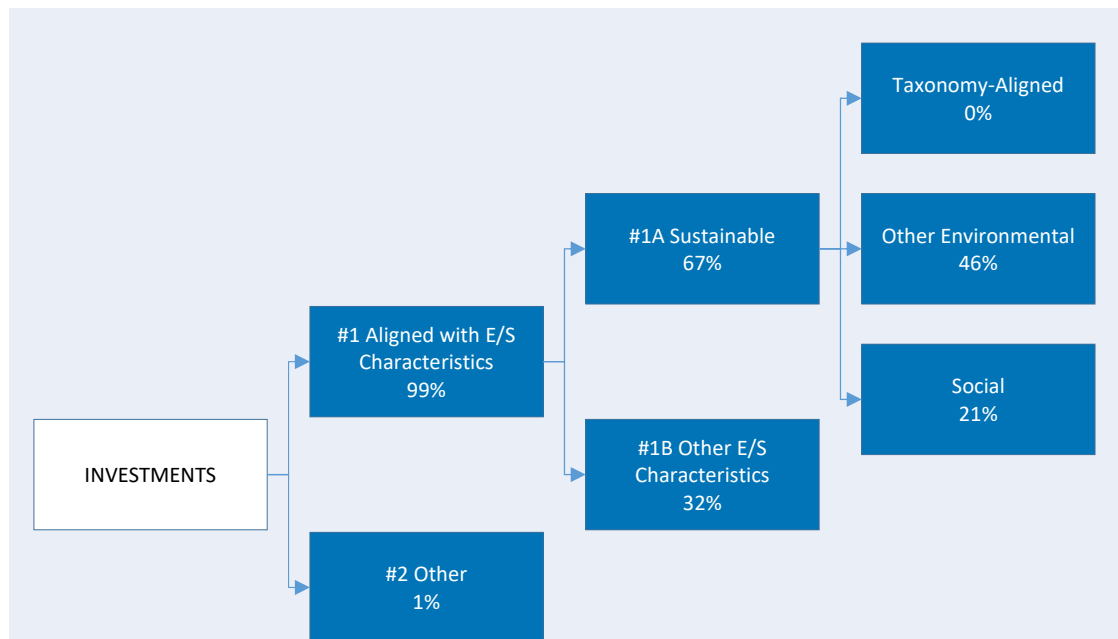 INVESTMENTS
#1 Aligned with E/S
Characteristics
99%
#2 Other
1%
#1A Sustainable
67%
#1B Other E/S
Characteristics
32%
Taxonomy-Aligned
0%
Other Environmental
46%
Social
21%